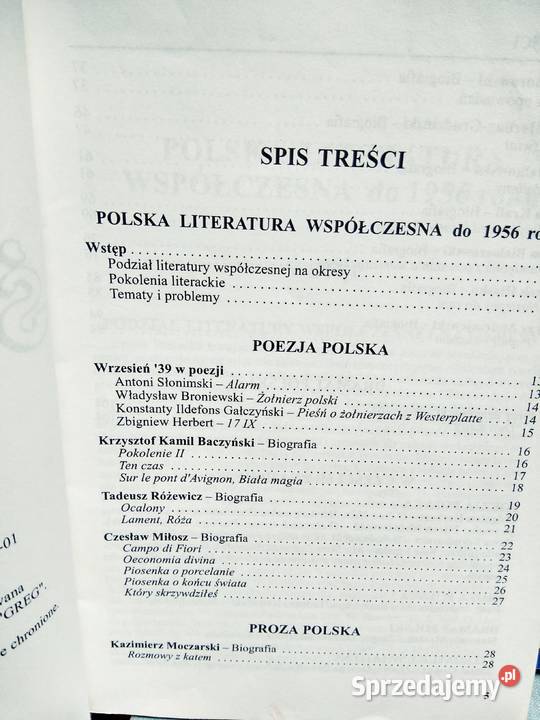 SPIS TREŚCI
POLSKA LITERATURA WSPÓŁCZESNA do 1956 ro
Wstęp
Podział literatury współczesnej na okresy
Pokolenia literackie
Tematy i problemy
POEZJA POLSKA
Wrzesień '39 w poezji
Antoni Słonimski – Alarm 13
Władysław Broniewski – Żołnierz polski 13
Konstanty Ildefons Gałczyński – Pieśń o żołnierzach z Westerplatte 14
Zbigniew Herbert – 17 IX 14
15
Krzysztof Kamil Baczyński – Biografia 16
Pokolenie II 16
Ten czas 17
Sur le pont d'Avignon, Biała magia 18
Tadeusz Różewicz – Biografia 19
Ocalony 20
Lament, Róża 21
Czesław Miłosz – Biografia 22
Campo di Fiori 23
Oeconomia divina 24
Piosenka o porcelanie 25
Piosenka o końcu świata 26
Który skrzywdziłeś 27
PROZA POLSKA
Kazimierz Moczarski – Biografia 28
Rozmowy z katem 28
5
-01
wana
"GREG".
e chronione.
Sprzedajemy.pl